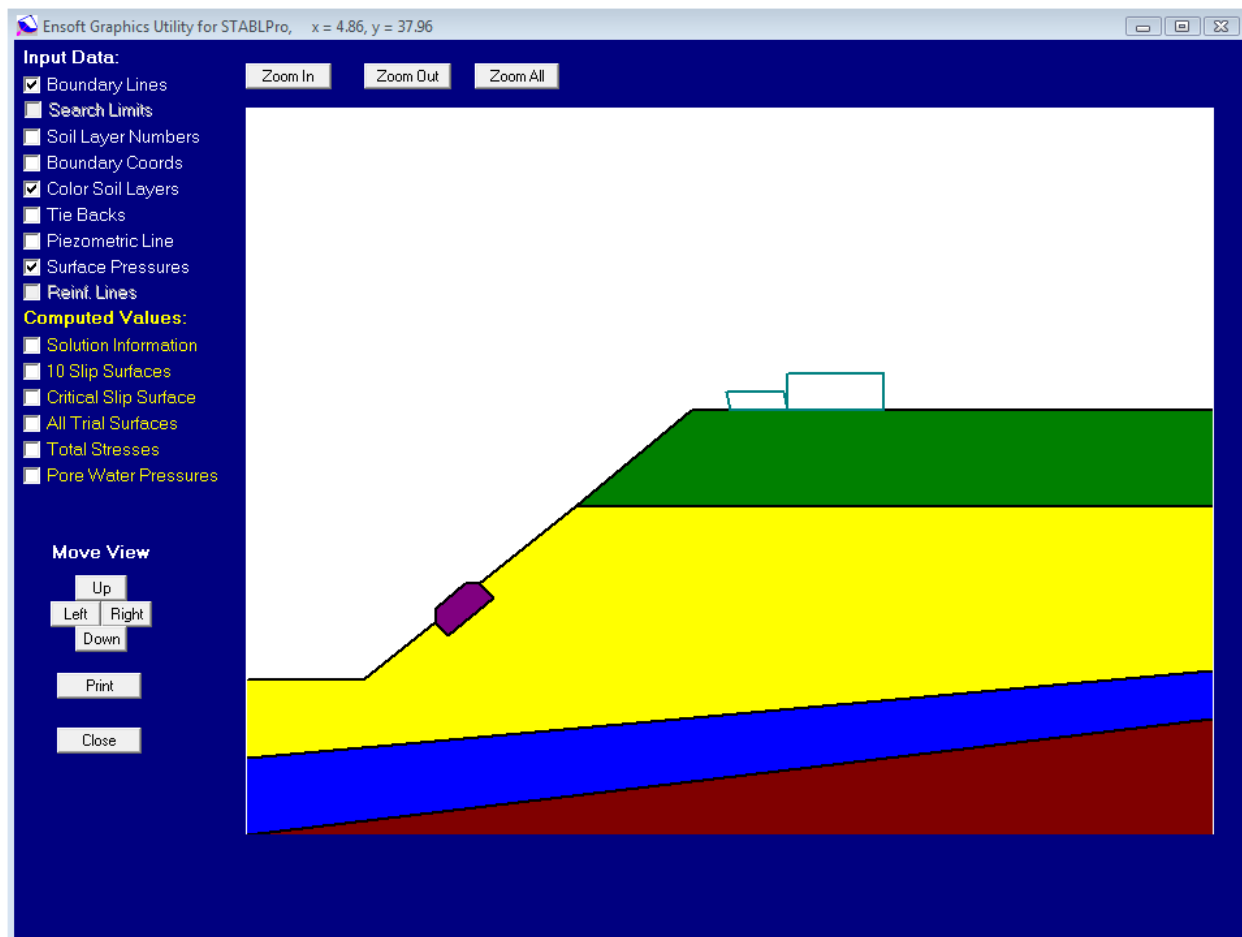 Ensoft Graphics Utility for STABLPro, x = 4.86, y = 37.96
Input Data:
Boundary Lines
Search Limits
Soil Layer Numbers
Boundary Coords
Color Soil Layers
Tie Backs
Piezometric Line
Surface Pressures
Reinf. Lines
Computed Values:
Solution Information
10 Slip Surfaces
Critical Slip Surface
All Trial Surfaces
Total Stresses
Pore Water Pressures
Move View
Up
Left Right
Down
Print
Close
Zoom In Zoom Out Zoom All